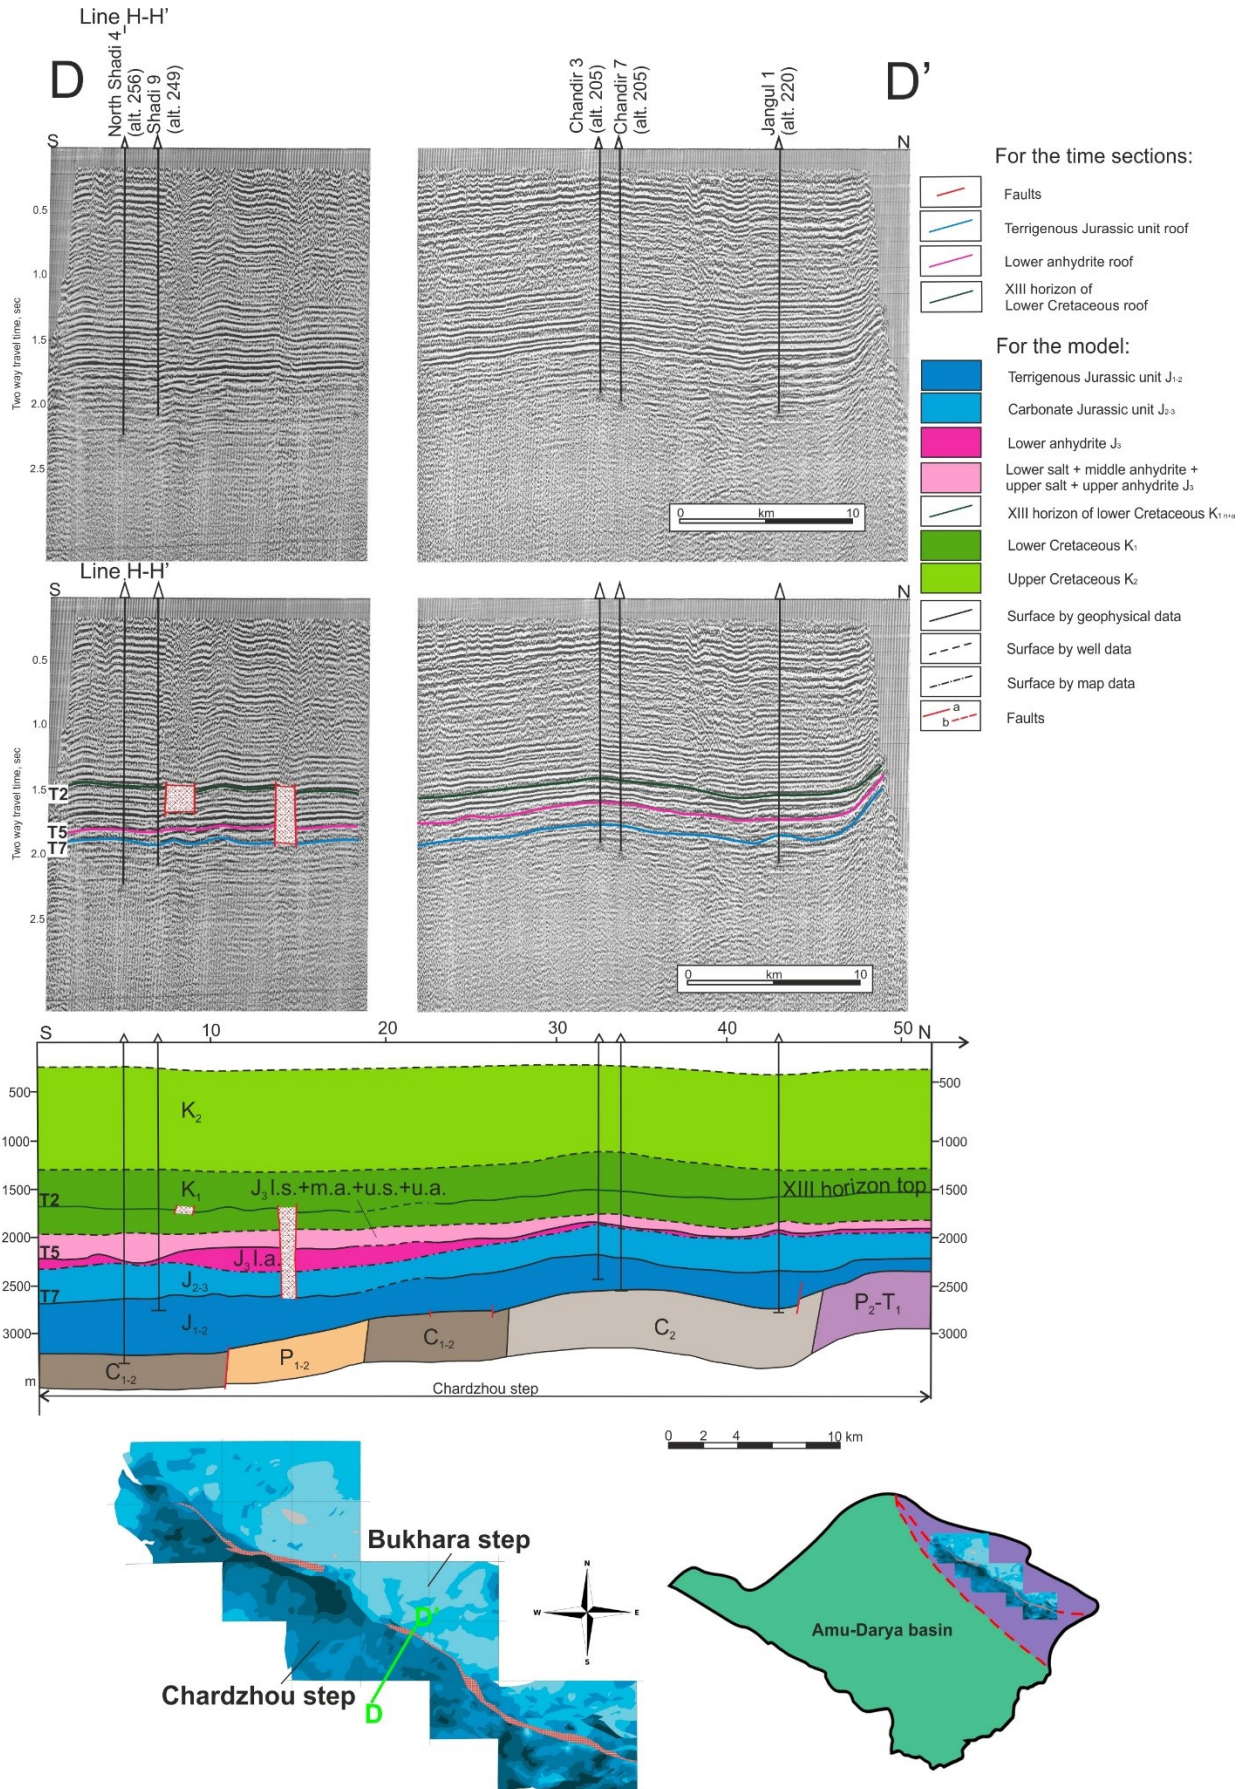 Line H-H'
D
North Shadi 4
(alt. 256)
Shadi 9
(alt. 249)
Chandir 3
(alt. 205)
Chandir 7
(alt. 205)
Jangul 1
(alt. 220)
D'
S
N
0.5
1.0
1.5
2.0
2.5
Two way travel time, sec
0 km 10
For the time sections:
Faults
Terrigenous Jurassic unit roof
Lower anhydrite roof
XIII horizon of
Lower Cretaceous roof
For the model:
Terrigenous Jurassic unit J1-2
Carbonate Jurassic unit J2-3
Lower anhydrite J3
Lower salt + middle anhydrite +
upper salt + upper anhydrite J3
XIII horizon of lower Cretaceous K1 n+a
Lower Cretaceous K1
Upper Cretaceous K2
Surface by geophysical data
Surface by well data
Surface by map data
a
b
Faults
Line H-H'
S
N
0.5
1.0
1.5
T2
T5
T7
2.0
2.5
Two way travel time, sec
0 km 10
S 10 20 30 40 50 N
500
1000
1500
2000
2500
3000
m
500
1000
1500
2000
2500
3000
T2
T5
T7
K2
K1
J3 l.s.+m.a.+u.s.+u.a.
XIII horizon top
J3 l.a.
J2-3
J1-2
C1-2
P1-2
C1-2
C2
P2-T1
Chardzhou step
0 2 4 10 km
Bukhara step
D'
Chardzhou step
D
N
W
E
S
Amu-Darya basin